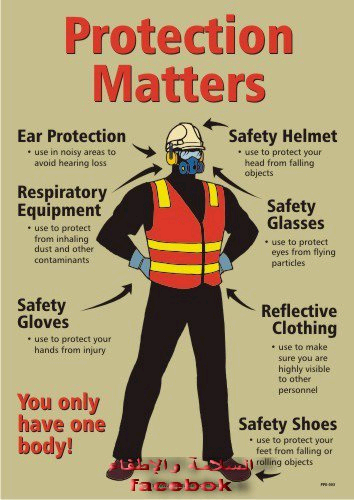 Protection
Matters
Ear Protection
• use in noisy areas to
avoid hearing loss
Safety Helmet
• use to protect your
head from falling
objects
Respiratory
Equipment
• use to protect
from inhaling
dust and other
contaminants
Safety
Glasses
• use to protect
eyes from flying
particles
Safety
Gloves
• use to protect your
hands from injury
Reflective
Clothing
• use to make
sure you are
highly visible
to other
personnel
You only
have one
body!
Safety Shoes
• use to protect your
feet from falling or
rolling objects
السلامة والإطفاء
facebook